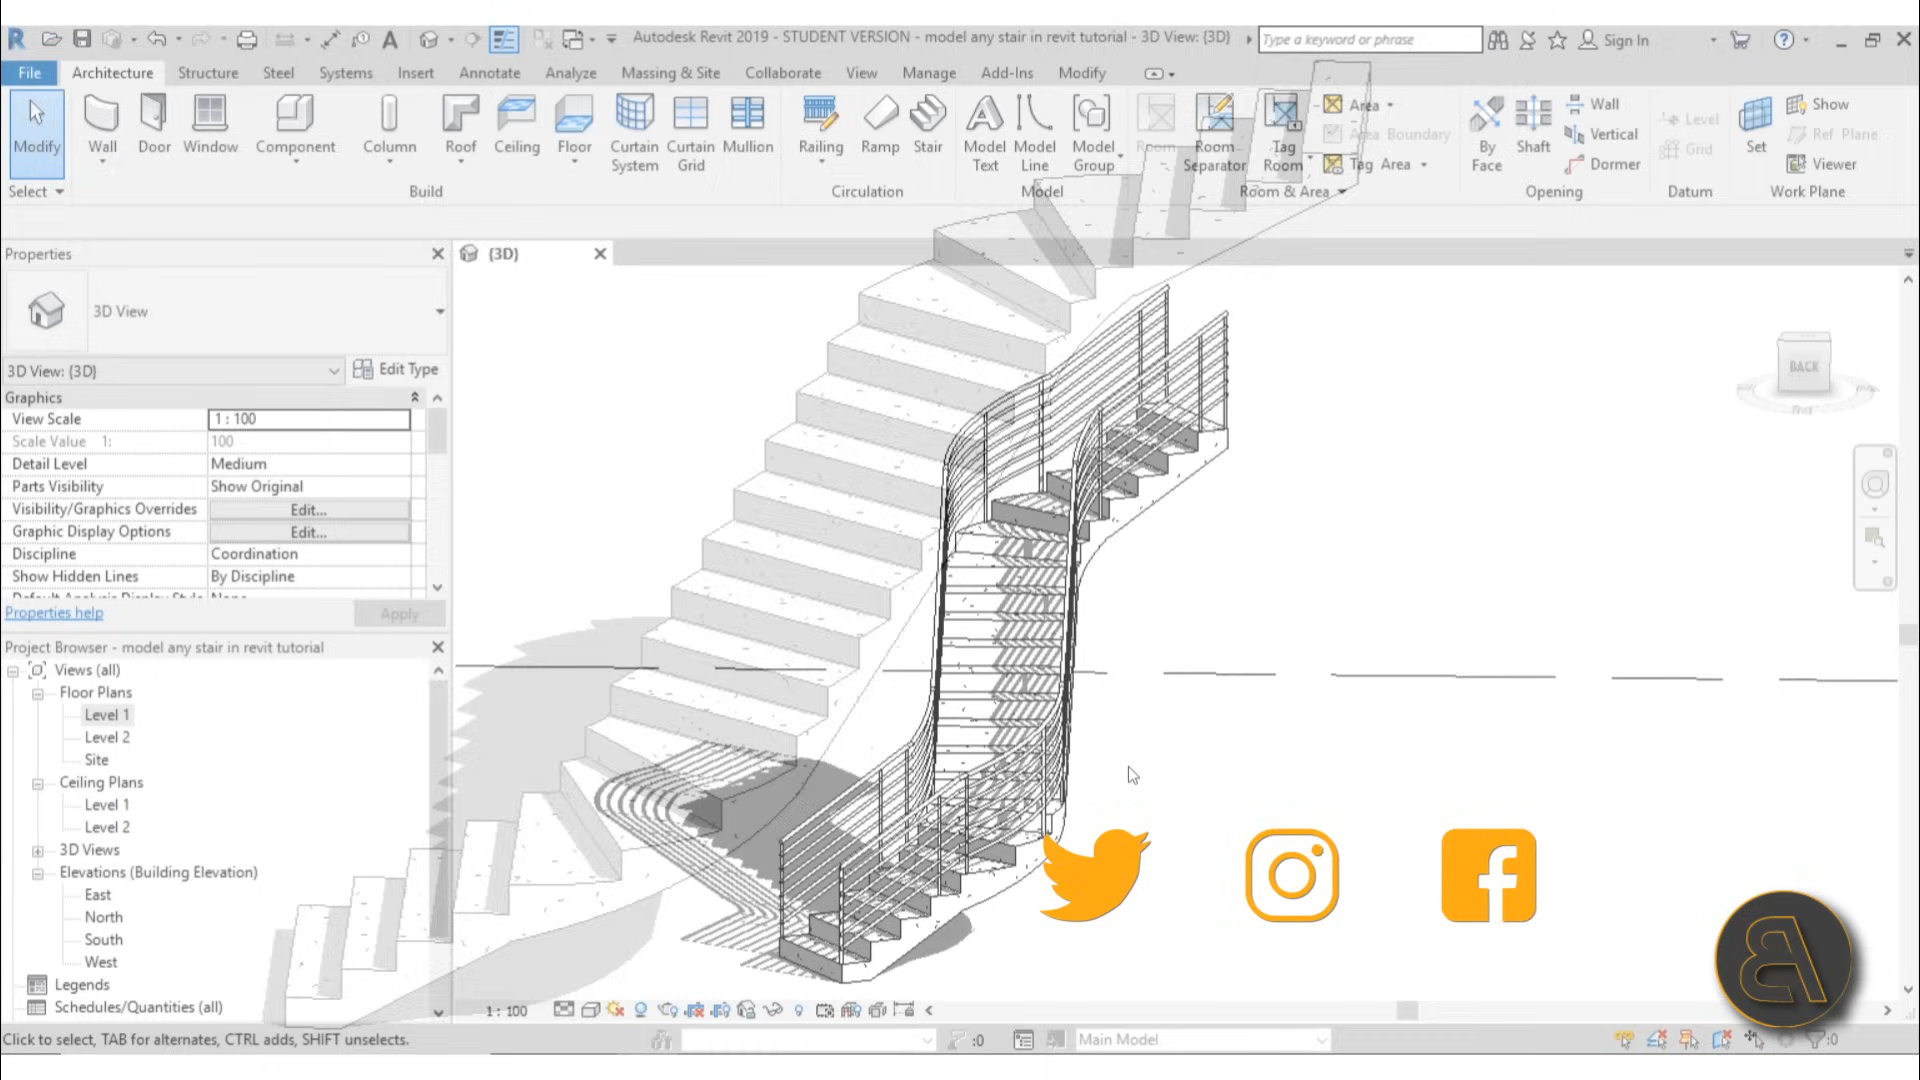 Autodesk Revit 2019 - STUDENT VERSION - model any stair in revit tutorial - 3D View: {3D}
Type a keyword or phrase
Sign In
File Architecture Structure Steel Systems Insert Annotate Analyze Massing & Site Collaborate View Manage Add-Ins Modify
Modify
Wall
Door
Window
Component
Column
Roof
Ceiling
Floor
Curtain System
Curtain Grid
Mullion
Railing
Ramp
Stair
Model Text
Model Line
Model Group
Room
Room Separator
Tag Room
Area
Area Boundary
Tag Area
By Face
Shaft
Wall
Vertical
Dormer
Level
Grid
Set
Show
Ref Plane
Viewer
Select
Build
Circulation
Model
Room & Area
Opening
Datum
Work Plane
Properties
{3D}
3D View
3D View: {3D}
Edit Type
Graphics
View Scale 1 : 100
Scale Value 1: 100
Detail Level Medium
Parts Visibility Show Original
Visibility/Graphics Overrides Edit...
Graphic Display Options Edit...
Discipline Coordination
Show Hidden Lines By Discipline
Default Analysis Display Style None
Properties help
Apply
Project Browser - model any stair in revit tutorial
Views (all)
Floor Plans
Level 1
Level 2
Site
Ceiling Plans
Level 1
Level 2
3D Views
Elevations (Building Elevation)
East
North
South
West
Legends
Schedules/Quantities (all)
BACK
1 : 100
Click to select, TAB for alternates, CTRL adds, SHIFT unselects.
:0
Main Model
:0